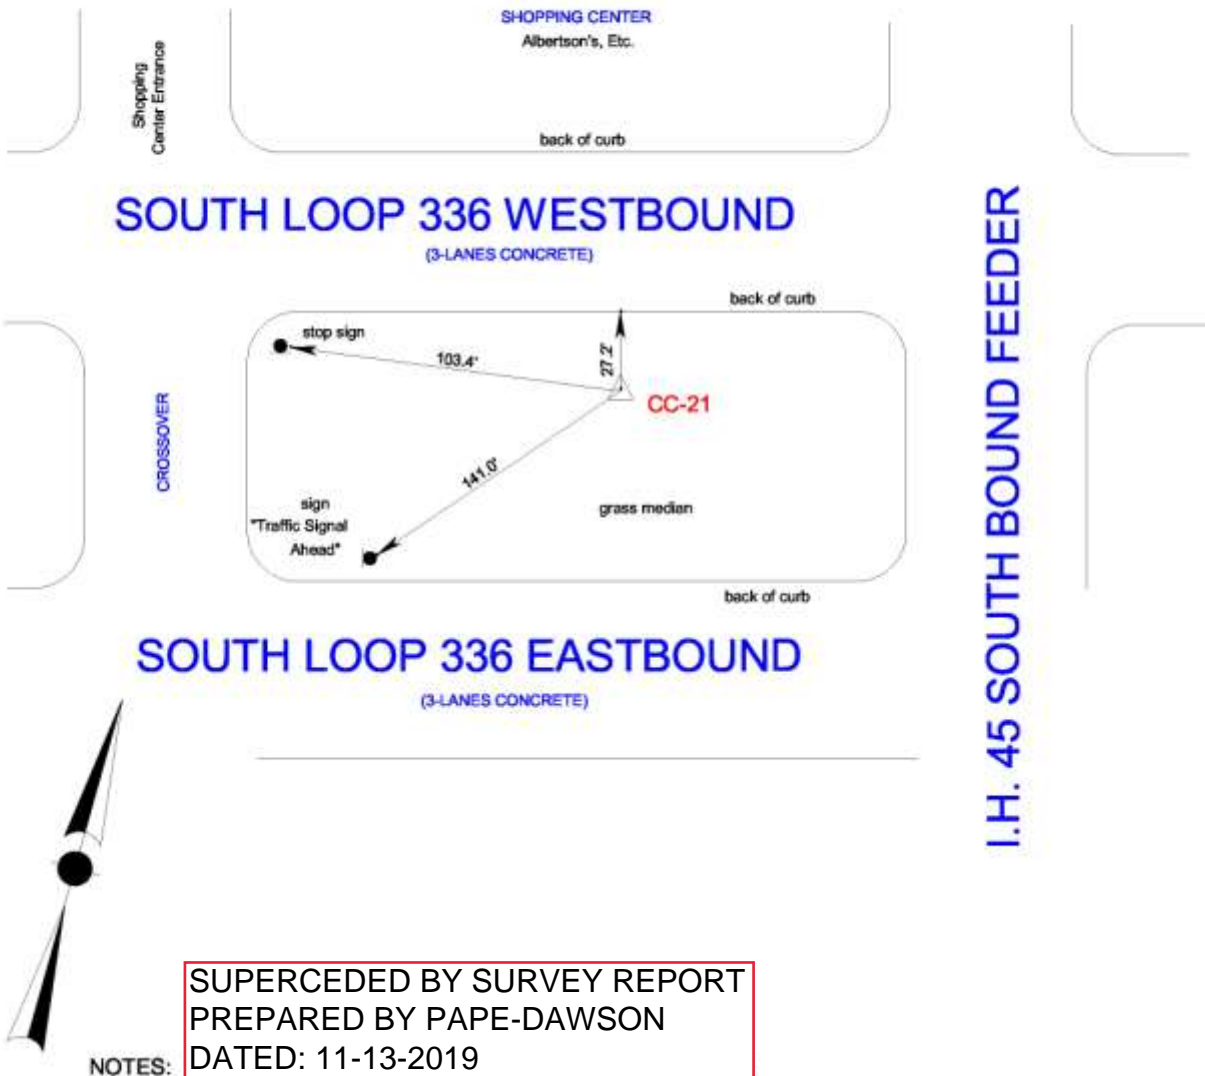 SHOPPING CENTER
Albertson's, Etc.
Shopping
Center Entrance
back of curb
SOUTH LOOP 336 WESTBOUND
(3-LANES CONCRETE)
back of curb
stop sign
103.4'
27.2'
CC-21
CROSSOVER
141.0'
sign
"Traffic Signal
Ahead"
grass median
back of curb
SOUTH LOOP 336 EASTBOUND
(3-LANES CONCRETE)
I.H. 45 SOUTH BOUND FEEDER
SUPERCEDED BY SURVEY REPORT
PREPARED BY PAPE-DAWSON
DATED: 11-13-2019
NOTES: